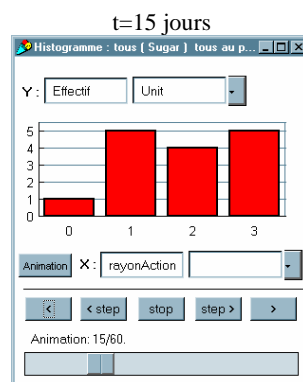 t=15 jours
Histogramme : tous ( Sugar ) tous au p...
Y : Effectif Unit
5
4
3
2
1
0
0 1 2 3
Animation X : rayonAction
< < step stop step > >
Animation: 15/60.